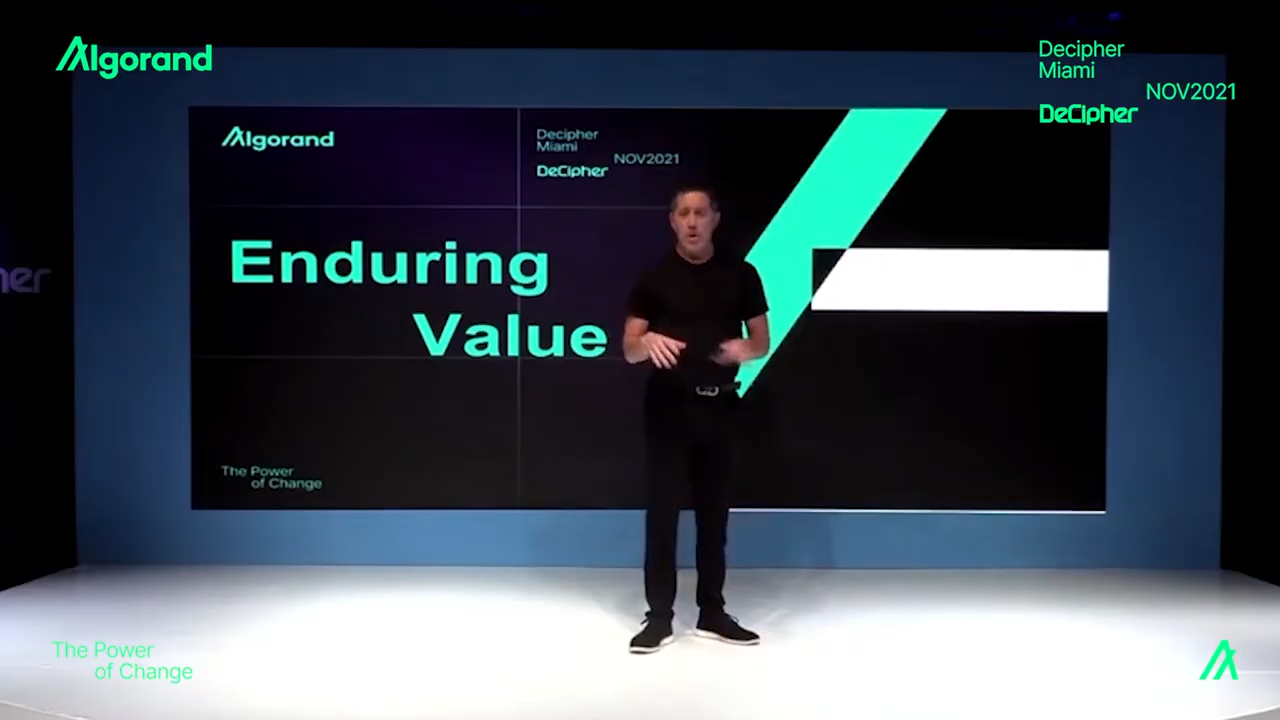 Algorand
Decipher
Miami
NOV2021
DeCipher
Algorand
Decipher
Miami
NOV2021
DeCipher
Enduring
Value
The Power
of Change
The Power
of Change